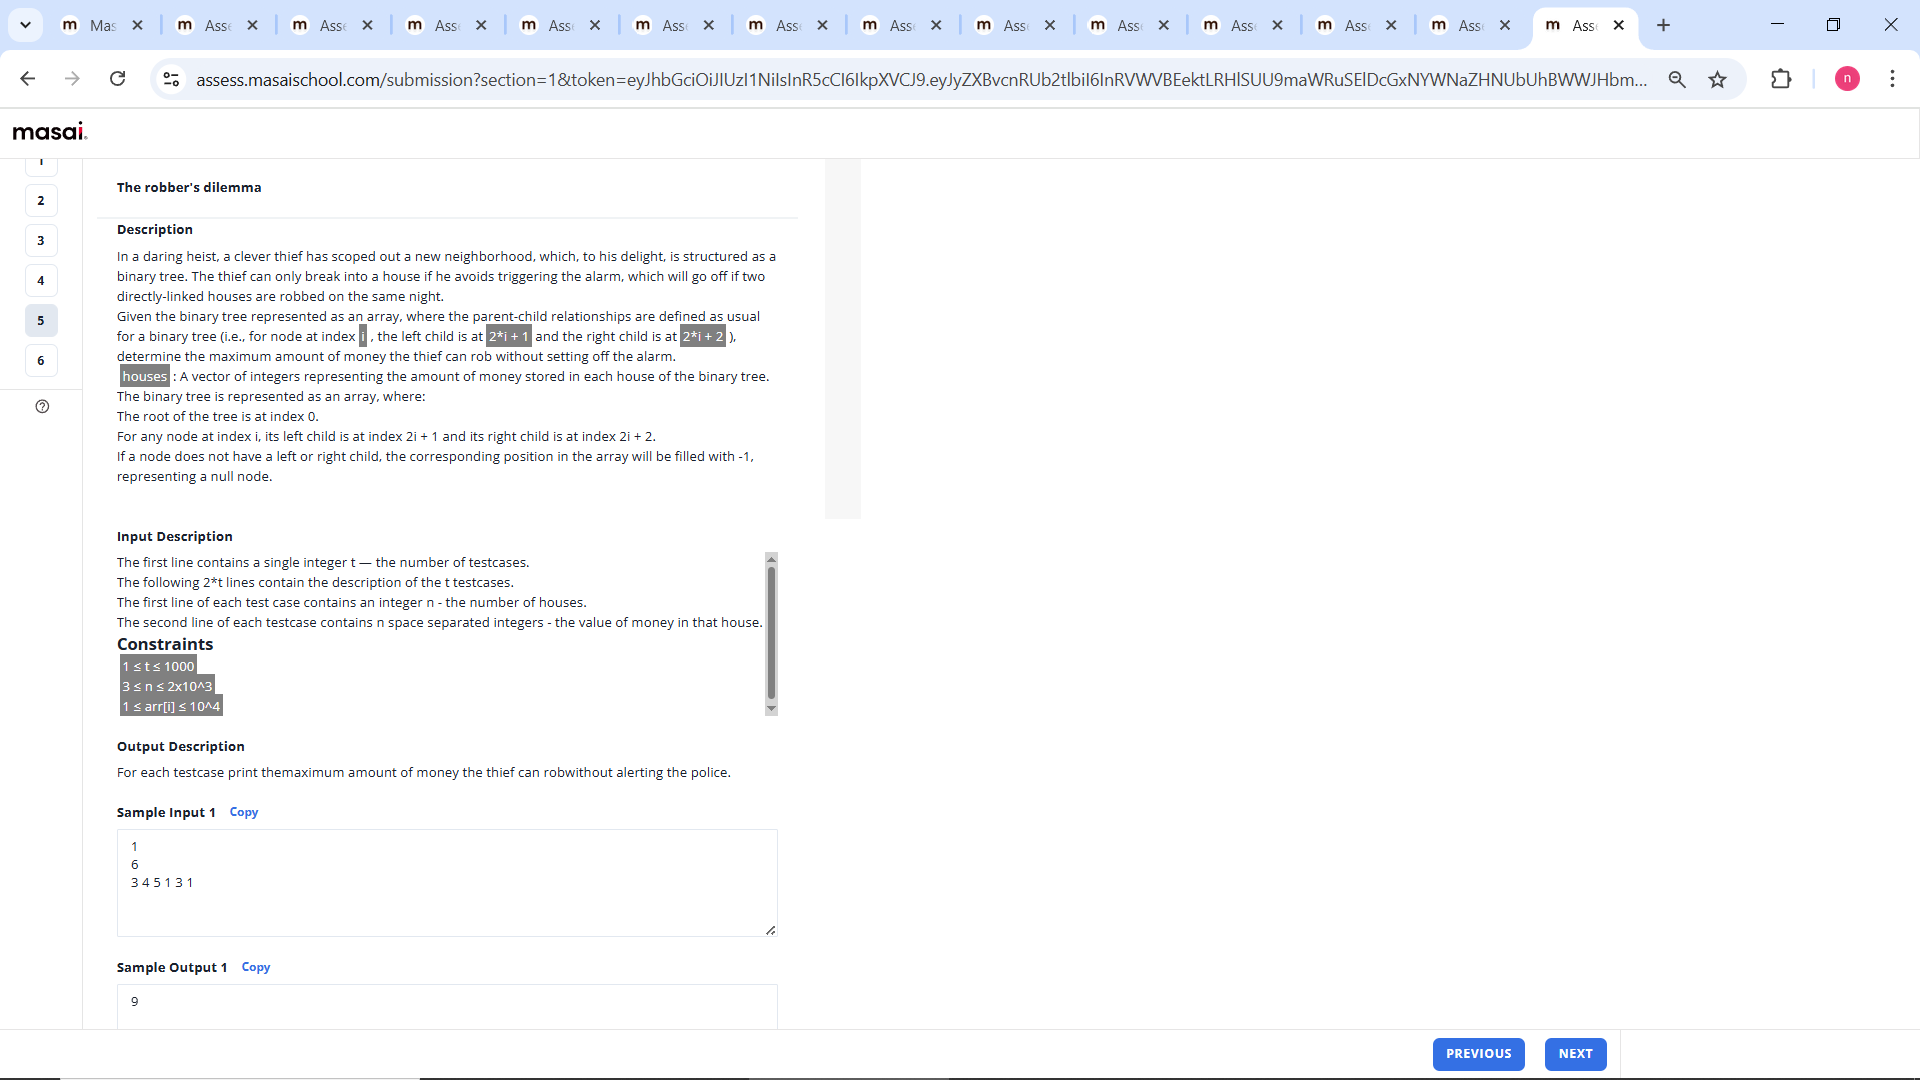 m Mas
m Asse
m Asse
m Asse
m Asse
m Asse
m Asse
m Asse
m Asse
m Asse
m Asse
m Asse
m Asse
m Asse
assess.masaischool.com/submission?section=1&token=eyJhbGciOiJIUzI1NiIsInR5cCI6IkpXVCJ9.eyJyZXBvcnRUb2tlbiI6InRVWVBEektLRHlSUU9maWRuSElDcGxNYWNaZHNUbUhBWWJHbm...
n
masai.
1
2
3
4
5
6
The robber's dilemma
Description
In a daring heist, a clever thief has scoped out a new neighborhood, which, to his delight, is structured as a
binary tree. The thief can only break into a house if he avoids triggering the alarm, which will go off if two
directly-linked houses are robbed on the same night.
Given the binary tree represented as an array, where the parent-child relationships are defined as usual
for a binary tree (i.e., for node at index i , the left child is at 2*i + 1 and the right child is at 2*i + 2 ),
determine the maximum amount of money the thief can rob without setting off the alarm.
houses : A vector of integers representing the amount of money stored in each house of the binary tree.
The binary tree is represented as an array, where:
The root of the tree is at index 0.
For any node at index i, its left child is at index 2i + 1 and its right child is at index 2i + 2.
If a node does not have a left or right child, the corresponding position in the array will be filled with -1,
representing a null node.
Input Description
The first line contains a single integer t — the number of testcases.
The following 2*t lines contain the description of the t testcases.
The first line of each test case contains an integer n - the number of houses.
The second line of each testcase contains n space separated integers - the value of money in that house.
Constraints
1 ≤ t ≤ 1000
3 ≤ n ≤ 2x10^3
1 ≤ arr[i] ≤ 10^4
Output Description
For each testcase print themaximum amount of money the thief can robwithout alerting the police.
Sample Input 1 Copy
1
6
3 4 5 1 3 1
Sample Output 1 Copy
9
PREVIOUS
NEXT